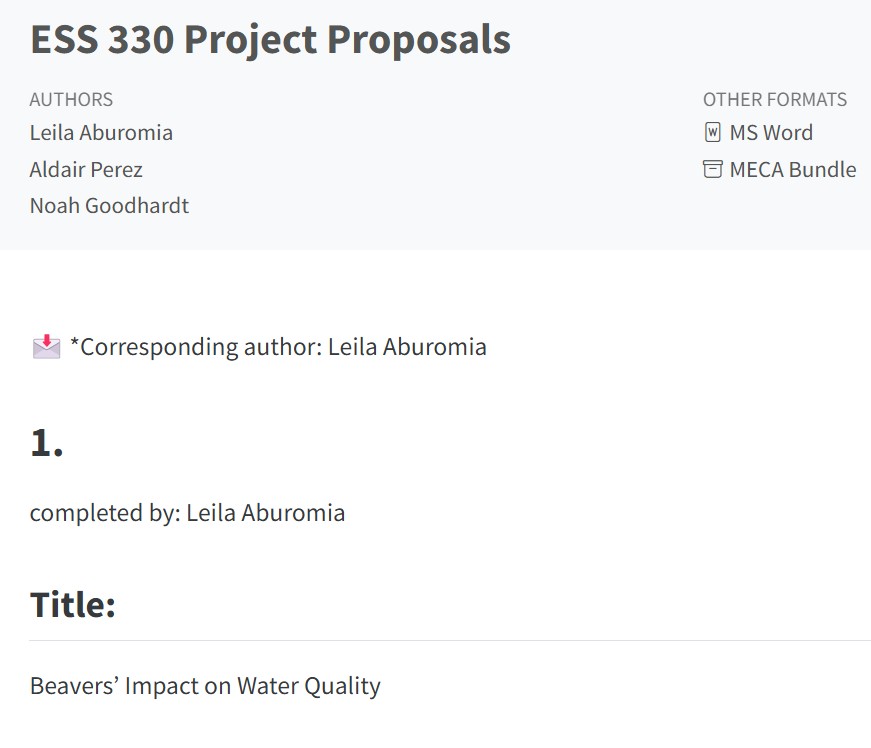 ESS 330 Project Proposals
AUTHORS
Leila Aburomia
Aldair Perez
Noah Goodhardt
OTHER FORMATS
MS Word
MECA Bundle
*Corresponding author: Leila Aburomia
1.
completed by: Leila Aburomia
Title:
Beavers’ Impact on Water Quality